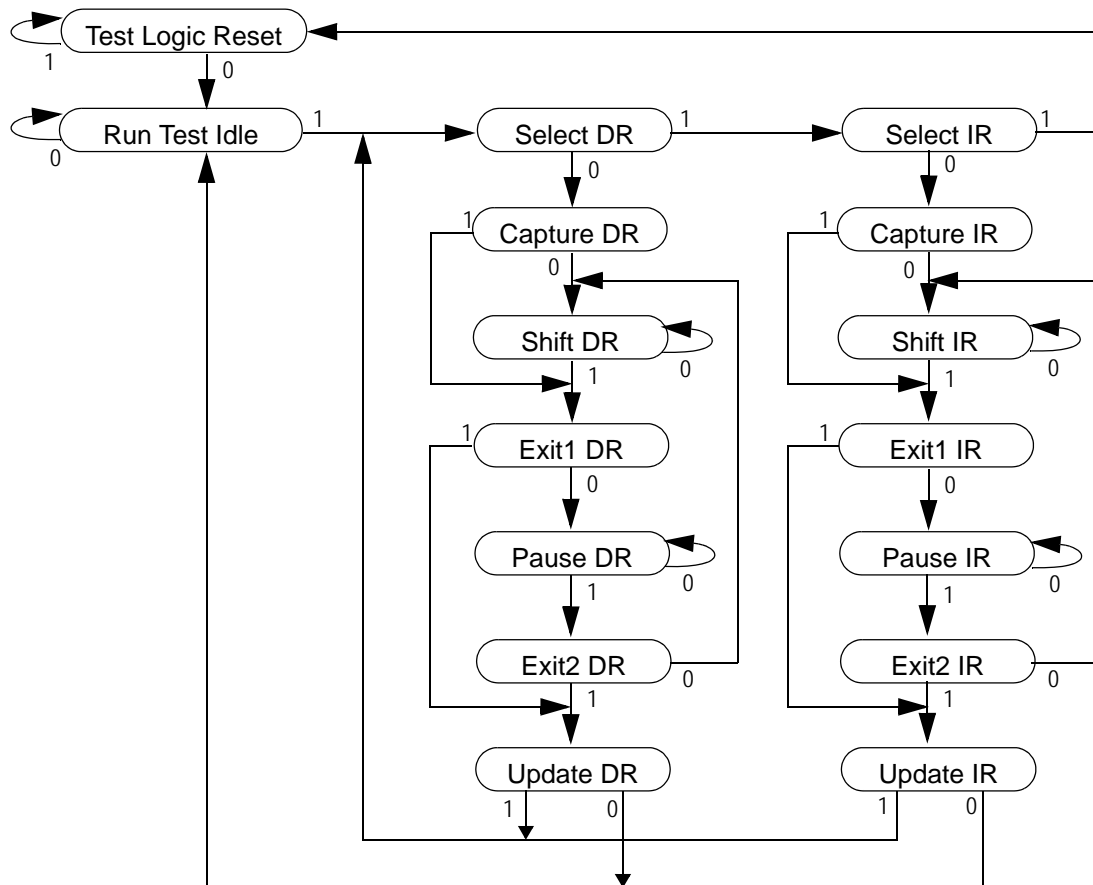 Test Logic Reset
1
0
Run Test Idle
1
0
Select DR
1
0
Select IR
1
0
1
Capture DR
0
1
Capture IR
0
Shift DR
0
1
Shift IR
0
1
1
Exit1 DR
0
1
Exit1 IR
0
Pause DR
0
1
Pause IR
0
1
Exit2 DR
0
1
Exit2 IR
0
1
Update DR
1
0
Update IR
1
0